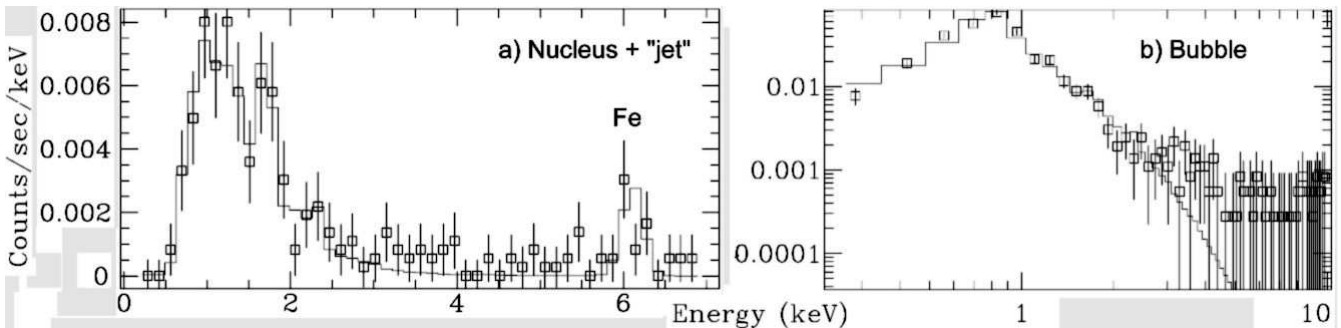 Counts/sec/keV
0.008
0.006
0.004
0.002
0
a) Nucleus + "jet"
Fe
0 2 4 6
0.01
0.001
0.0001
b) Bubble
1 10
Energy (keV)